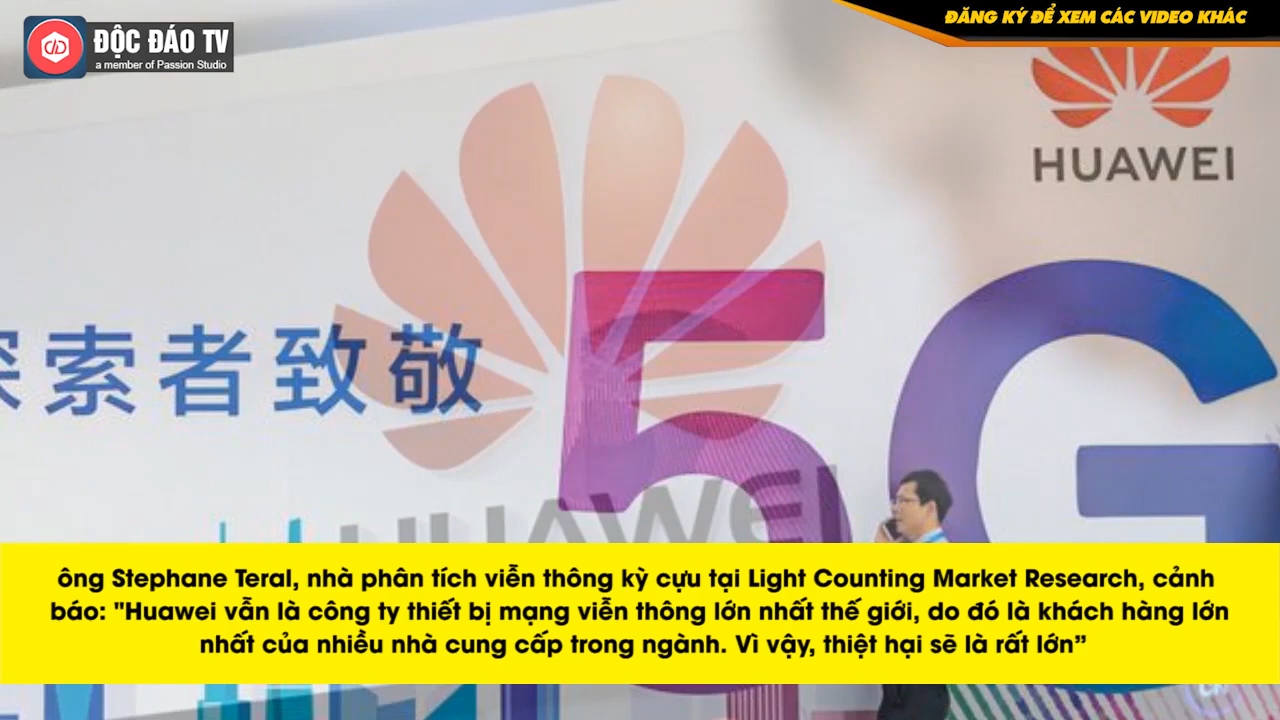 ĐỘC ĐÁO TV
a member of Passion Studio
ĐĂNG KÝ ĐỂ XEM CÁC VIDEO KHÁC
HUAWEI
索者致敬
5G
HUAWEI
ông Stephane Teral, nhà phân tích viễn thông kỳ cựu tại Light Counting Market Research, cảnh
báo: "Huawei vẫn là công ty thiết bị mạng viễn thông lớn nhất thế giới, do đó là khách hàng lớn
nhất của nhiều nhà cung cấp trong ngành. Vì vậy, thiệt hại sẽ là rất lớn”